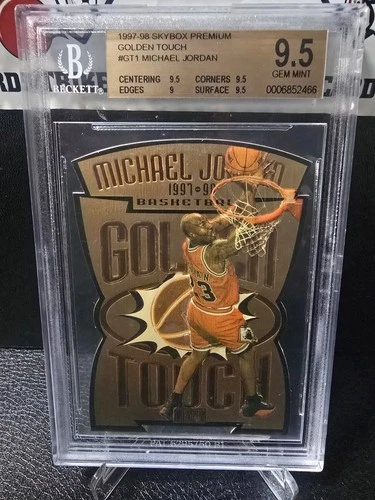 1997-98 SKYBOX PREMIUM
GOLDEN TOUCH
#GT1 MICHAEL JORDAN
B
BECKETT
CENTERING 9.5 CORNERS 9.5
EDGES 9 SURFACE 9.5
9.5
GEM MINT
0006852466
MICHAEL JORDAN
1997-98
BASKETBALL
GOLDEN
23
TOUCH